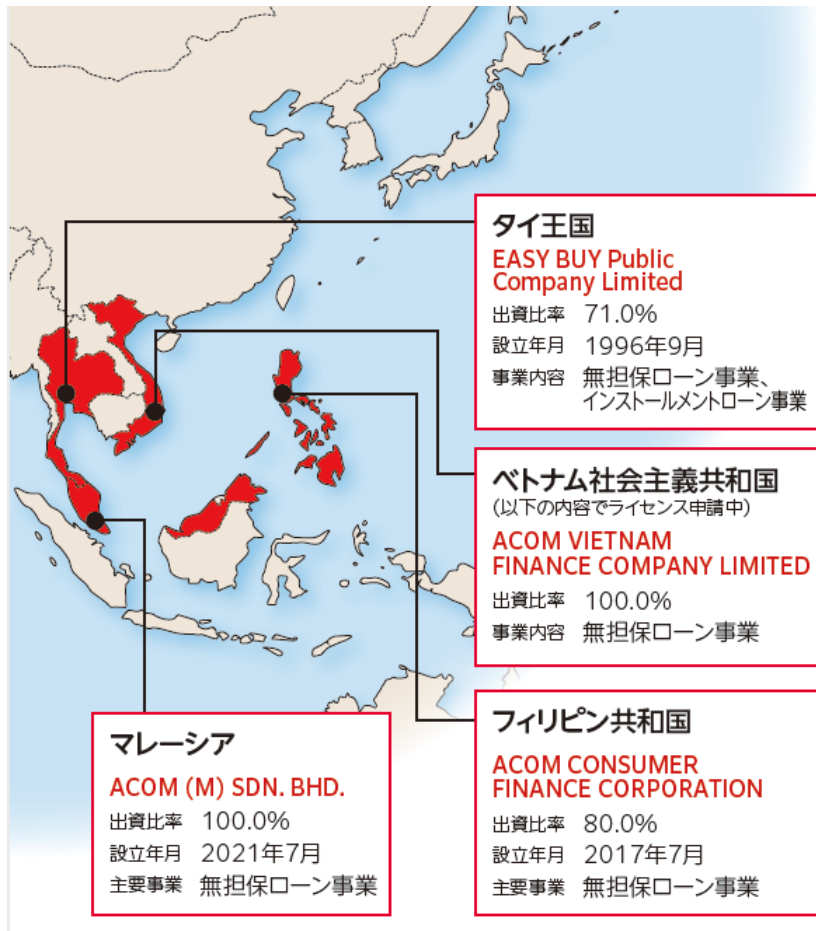 タイ王国
EASY BUY Public
Company Limited
出資比率 71.0%
設立年月 1996年9月
事業内容 無担保ローン事業、
インストールメントローン事業
ベトナム社会主義共和国
(以下の内容でライセンス申請中)
ACOM VIETNAM
FINANCE COMPANY LIMITED
出資比率 100.0%
事業内容 無担保ローン事業
フィリピン共和国
ACOM CONSUMER
FINANCE CORPORATION
出資比率 80.0%
設立年月 2017年7月
主要事業 無担保ローン事業
マレーシア
ACOM (M) SDN. BHD.
出資比率 100.0%
設立年月 2021年7月
主要事業 無担保ローン事業